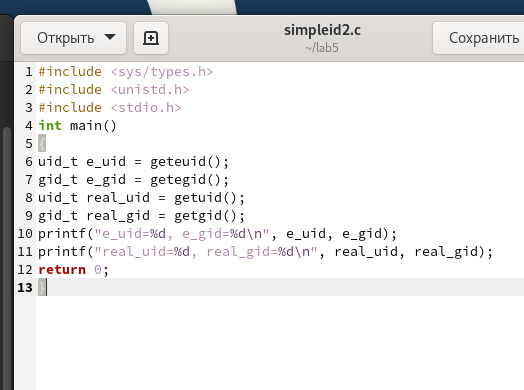 Открыть
simpleid2.c
~/lab5
Сохранить
1 #include <sys/types.h>
2 #include <unistd.h>
3 #include <stdio.h>
4 int main()
5 {
6 uid_t e_uid = geteuid();
7 gid_t e_gid = getegid();
8 uid_t real_uid = getuid();
9 gid_t real_gid = getgid();
10 printf("e_uid=%d, e_gid=%d\n", e_uid, e_gid);
11 printf("real_uid=%d, real_gid=%d\n", real_uid, real_gid);
12 return 0;
13 }